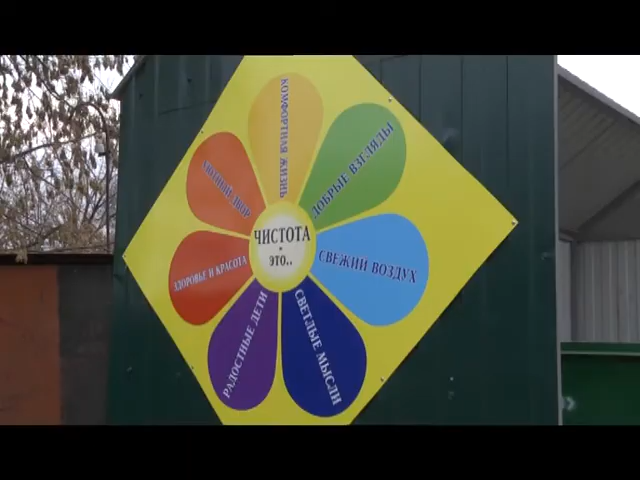 ЧИСТОТА
ЭТО..
КОМФОРТНАЯ ЖИЗНЬ
ДОБРЫЕ ВЗГЛЯДЫ
СВЕЖИЙ ВОЗДУХ
СВЕТЛЫЕ МЫСЛИ
РАДОСТНЫЕ ДЕТИ
ЗДОРОВЬЕ И КРАСОТА
УЮТНЫЙ ДВОР